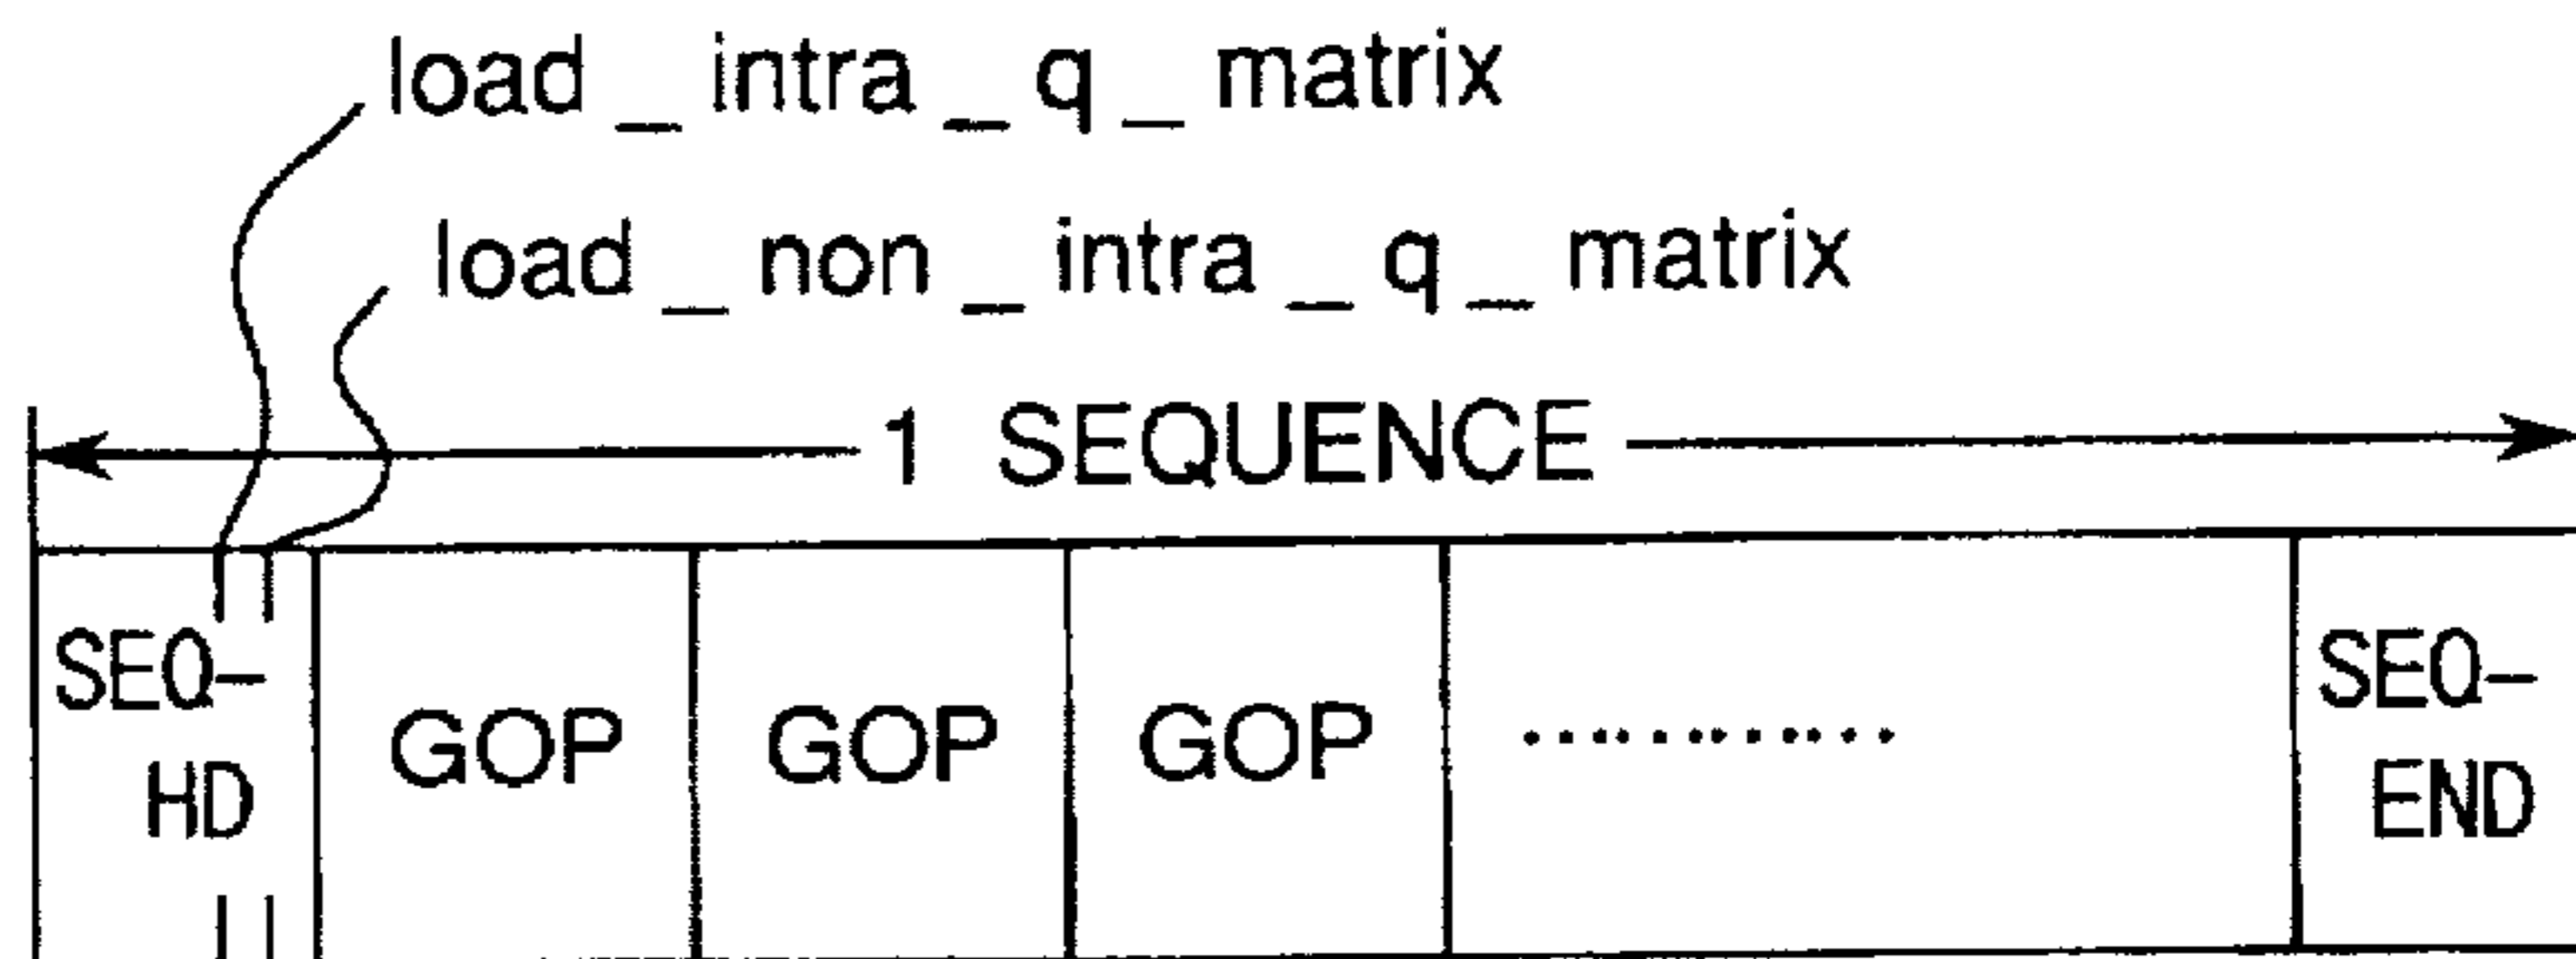 load _ intra _ q _ matrix
load _ non _ intra _ q _ matrix
1 SEQUENCE
SEQ-
HD
GOP
GOP
GOP
............
SEQ-
END